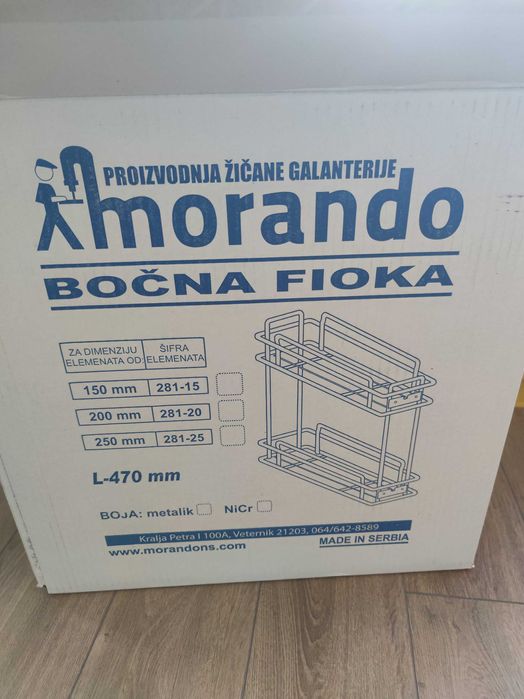 PROIZVODNJA ŽIČANE GALANTERIJE
morando
BOČNA FIOKA
ZA DIMENZIJU ELEMENATA OD:
ŠIFRA ELEMENATA
150 mm 281-15
200 mm 281-20
250 mm 281-25
L-470 mm
BOJA: metalik NiCr
Kralja Petra I 100A, Veternik 21203, 064/642-8589
www.morandons.com MADE IN SERBIA